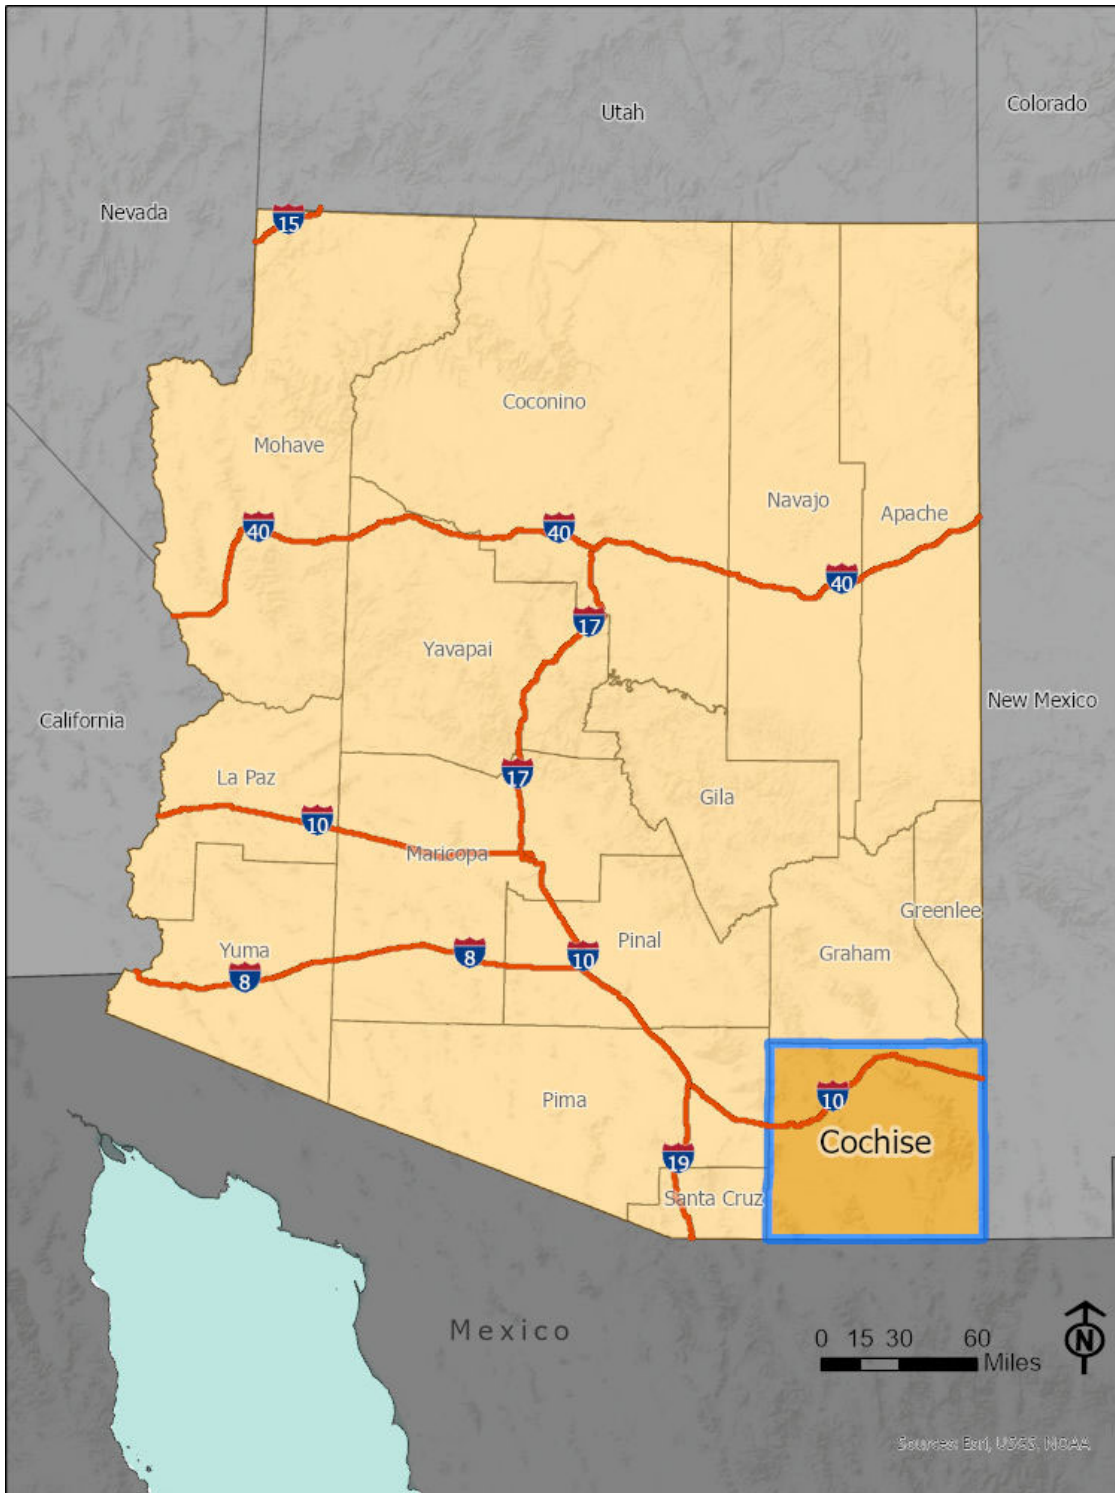 Colorado
Utah
Nevada
15
Coconino
Mohave
Navajo
Apache
40
40
40
17
Yavapai
New Mexico
California
17
La Paz
Gila
10
Maricopa
Greenlee
Pinal
Yuma
Graham
8
10
8
Pima
10
Cochise
19
Santa Cruz
Mexico
0 15 30 60
Miles
N
Sources: Esri, USGS, NOAA